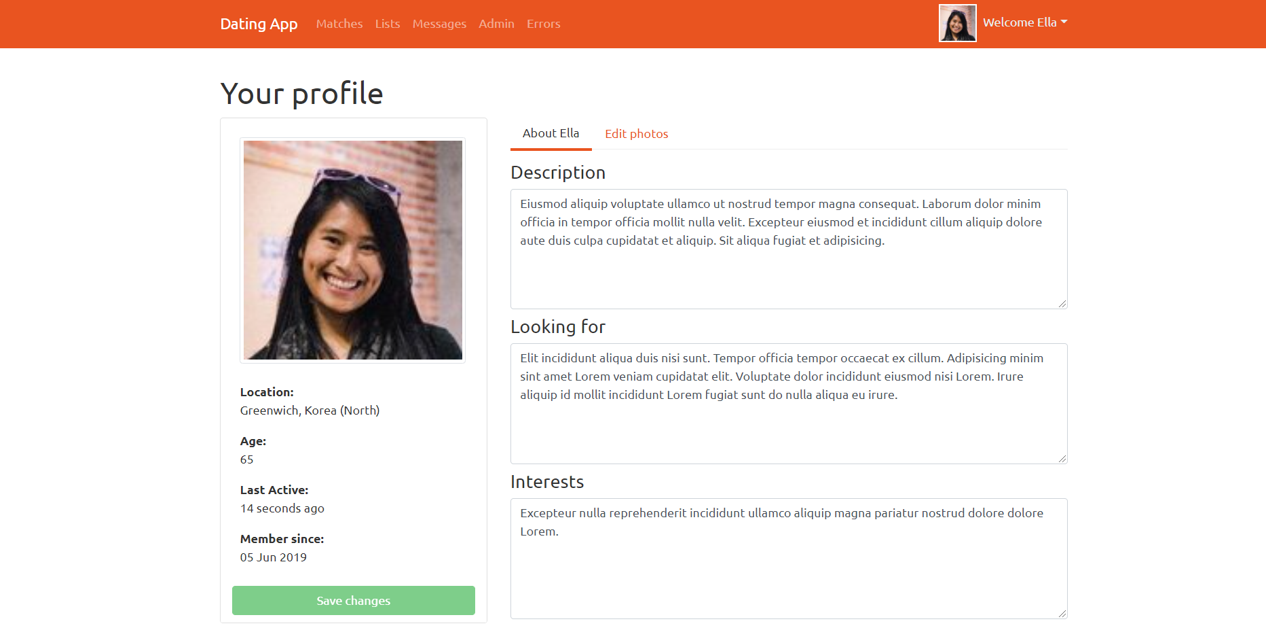 Dating App Matches Lists Messages Admin Errors Welcome Ella
Your profile
Location:
Greenwich, Korea (North)
Age:
65
Last Active:
14 seconds ago
Member since:
05 Jun 2019
Save changes
About Ella Edit photos
Description
Eiusmod aliquip voluptate ullamco ut nostrud tempor magna consequat. Laborum dolor minim
officia in tempor officia mollit nulla velit. Excepteur eiusmod et incididunt cillum aliquip dolore
aute duis culpa cupidatat et aliquip. Sit aliqua fugiat et adipisicing.
Looking for
Elit incididunt aliqua duis nisi sunt. Tempor officia tempor occaecat ex cillum. Adipisicing minim
sint amet Lorem veniam cupidatat elit. Voluptate dolor incididunt eiusmod nisi Lorem. Irure
aliquip id mollit incididunt Lorem fugiat sunt do nulla aliqua eu irure.
Interests
Excepteur nulla reprehenderit incididunt ullamco aliquip magna pariatur nostrud dolore dolore
Lorem.